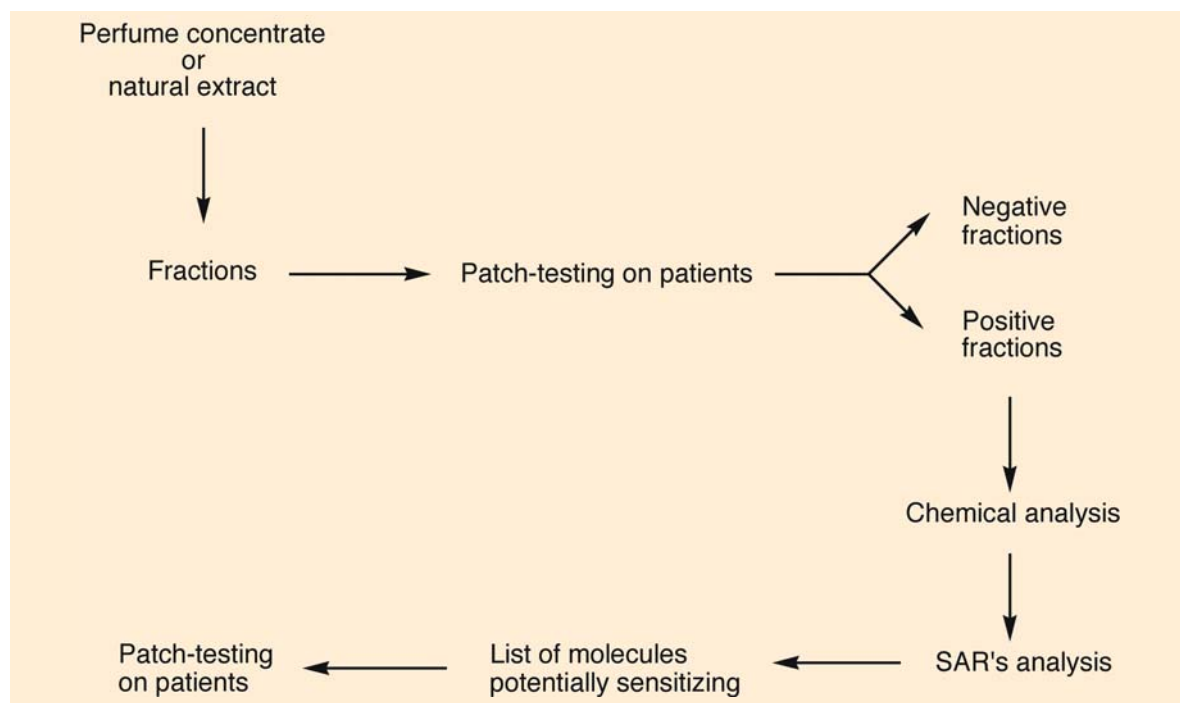 Perfume concentrate
or
natural extract
Fractions
Patch-testing on patients
Negative
fractions
Positive
fractions
Chemical analysis
SAR's analysis
List of molecules
potentially sensitizing
Patch-testing
on patients